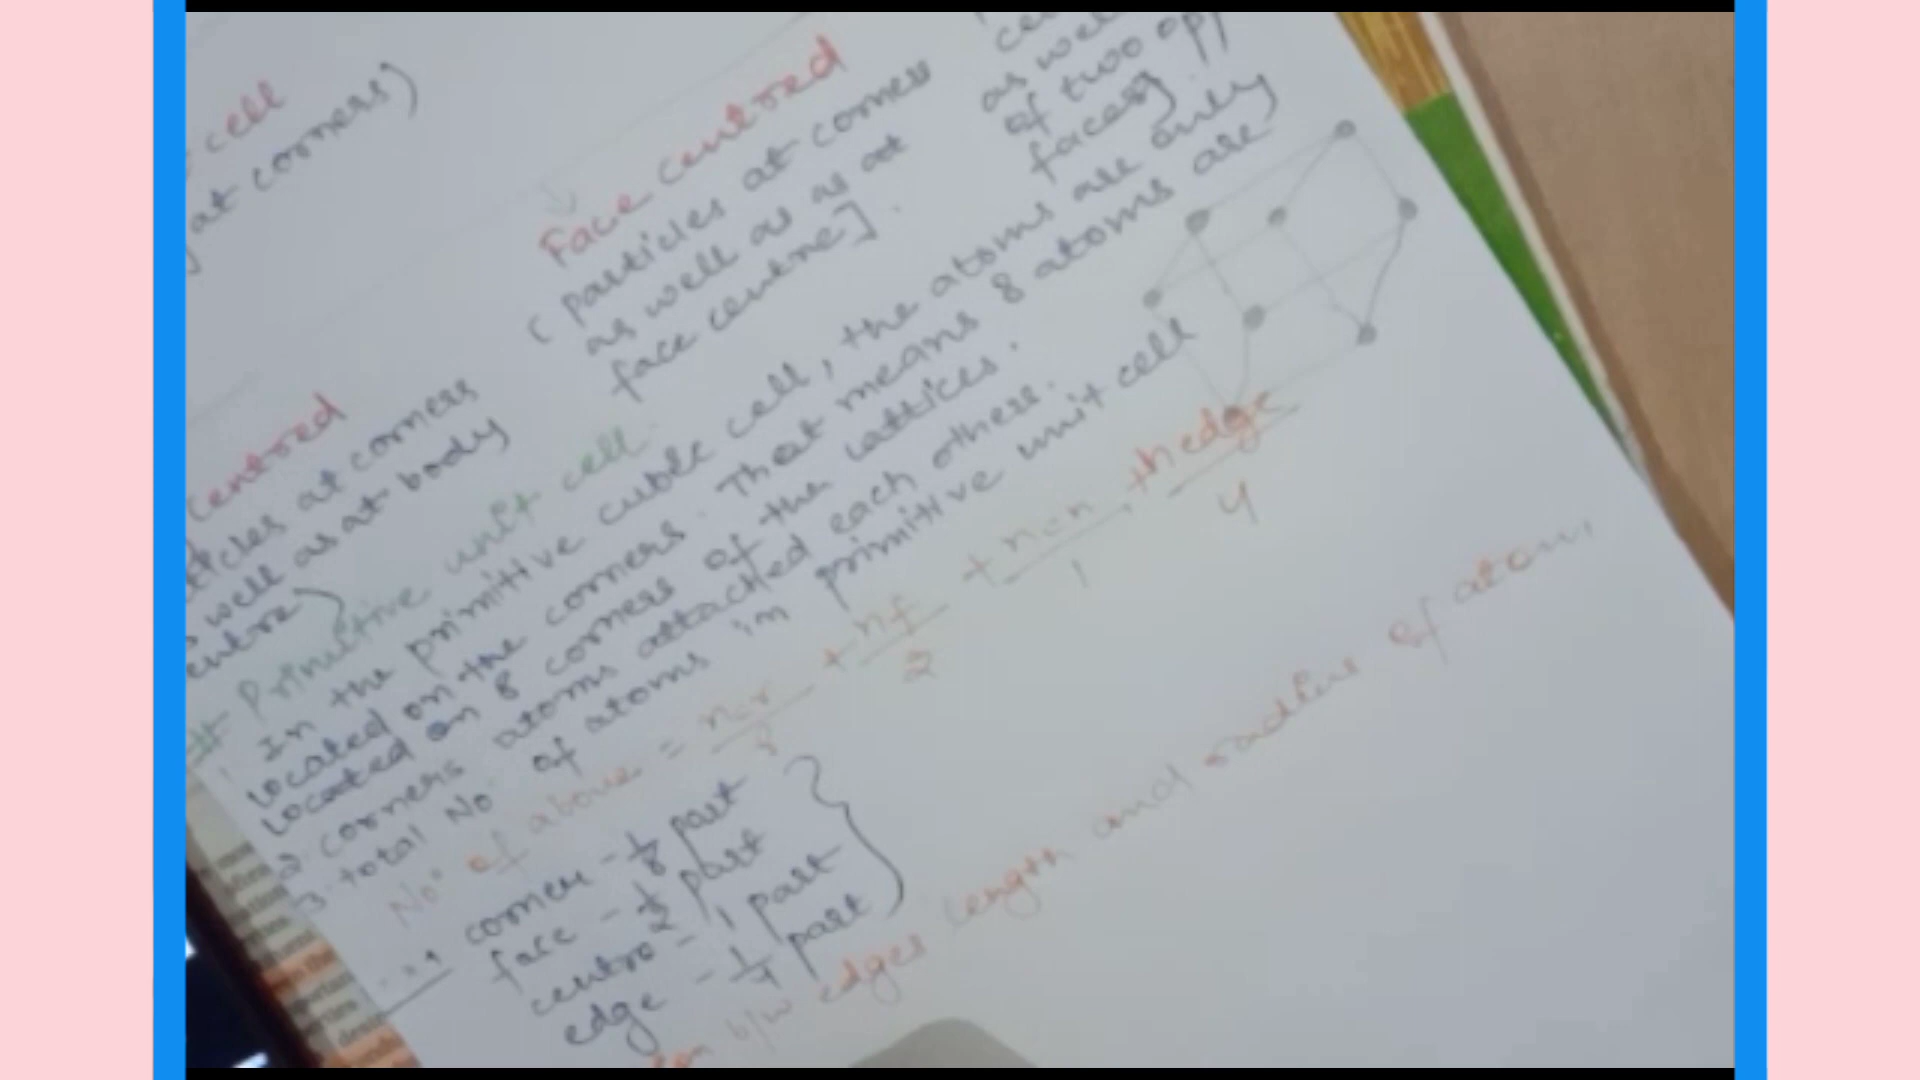 cell
at corners)
Face centred
(particles at corner
as well as as at
face centre].
as well
of two opp
faces]
centred
at corners
well as at body
# Primitive unit cell
1 In the primitive cubic cell, the atoms are only
located on the corners. That means 8 atoms are
located on 8 corners of the lattices.
2 corners atoms attached each others.
3. total No. of atoms in primitive unit cell
No. of above = ncr/8 + nf/2 + ncn/1 + nedge/4
corner - 1/8 part
face - 1/2 part
centre - 1 part
edge - 1/4 part
b/w edges length and radius of atom.